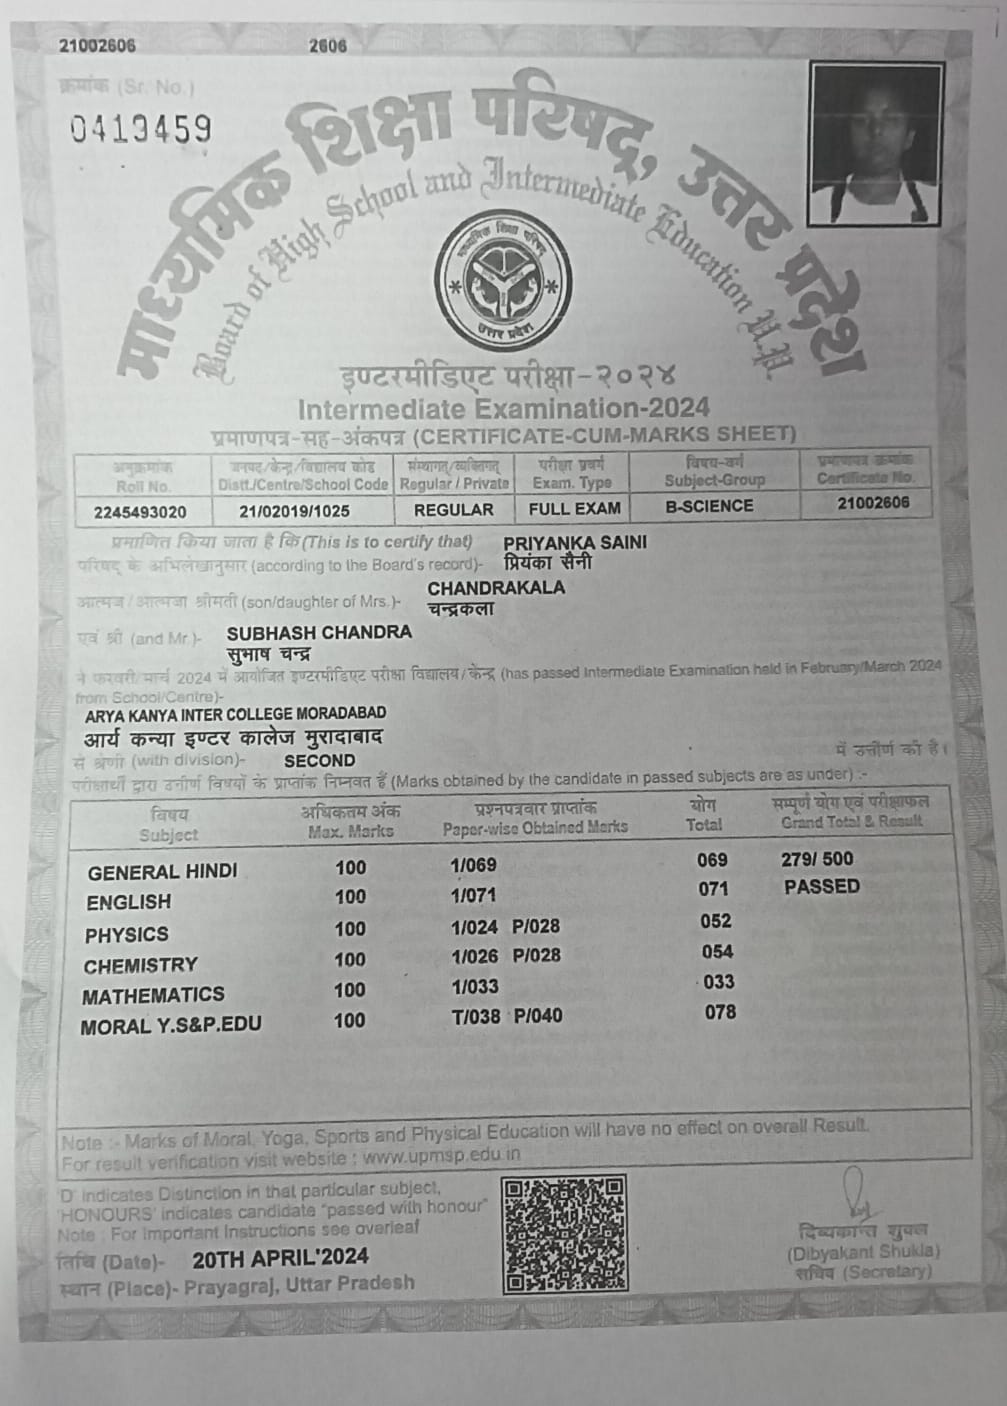 21002606 2606
क्रमांक (Sr. No.)
0419459
माध्यमिक शिक्षा परिषद्, उत्तर प्रदेश
Board of High School and Intermediate Education U.P.
माध्यमिक शिक्षा परिषद्
उत्तर प्रदेश
इण्टरमीडिएट परीक्षा-२०२४
Intermediate Examination-2024
प्रमाणपत्र-सह-अंकपत्र (CERTIFICATE-CUM-MARKS SHEET)
अनुक्रमांक जनपद/केन्द्र/विद्यालय कोड संस्थागत्/व्यक्तिगत् परीक्षा प्रवर्ग विषय-वर्ग प्रमाणपत्र क्रमांक
Roll No. Distt./Centre/School Code Regular / Private Exam. Type Subject-Group Certificate No.
2245493020 21/02019/1025 REGULAR FULL EXAM B-SCIENCE 21002606
प्रमाणित किया जाता है कि (This is to certify that) PRIYANKA SAINI
परिषद् के अभिलेखानुसार (according to the Board's record)- प्रियंका सैनी
CHANDRAKALA
आत्मज/आत्मजा श्रीमती (son/daughter of Mrs.)- चन्द्रकला
एवं श्री (and Mr.)- SUBHASH CHANDRA
सुभाष चन्द्र
ने फरवरी/मार्च 2024 में आयोजित इण्टरमीडिएट परीक्षा विद्यालय/केन्द्र (has passed Intermediate Examination held in February/March 2024
from School/Centre)-
ARYA KANYA INTER COLLEGE MORADABAD
आर्य कन्या इण्टर कालेज मुरादाबाद
से श्रेणी (with division)- SECOND में उत्तीर्ण की है।
परीक्षार्थी द्वारा उत्तीर्ण विषयों के प्राप्तांक निम्नवत हैं (Marks obtained by the candidate in passed subjects are as under) :-
विषय अधिकतम अंक प्रश्नपत्रवार प्राप्तांक योग सम्पूर्ण योग एवं परीक्षाफल
Subject Max. Marks Paper-wise Obtained Marks Total Grand Total & Result
GENERAL HINDI 100 1/069 069 279/ 500
ENGLISH 100 1/071 071 PASSED
PHYSICS 100 1/024 P/028 052
CHEMISTRY 100 1/026 P/028 054
MATHEMATICS 100 1/033 033
MORAL Y.S&P.EDU 100 T/038 P/040 078
Note :- Marks of Moral, Yoga, Sports and Physical Education will have no effect on overall Result.
For result verification visit website : www.upmsp.edu.in
'D' indicates Distinction in that particular subject,
'HONOURS' indicates candidate "passed with honour"
Note : For Important Instructions see overleaf
तिथि (Date)- 20TH APRIL'2024
स्थान (Place)- Prayagraj, Uttar Pradesh
दिव्यकान्त शुक्ल
(Dibyakant Shukla)
सचिव (Secretary)